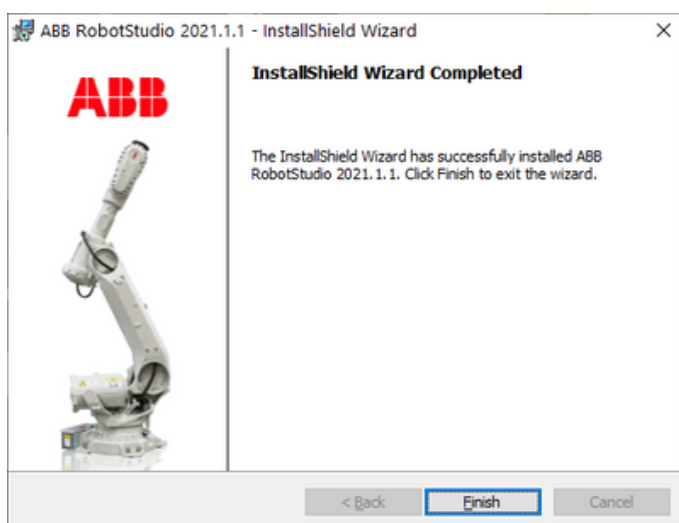 ABB RobotStudio 2021.1.1 - InstallShield Wizard
ABB
InstallShield Wizard Completed
The InstallShield Wizard has successfully installed ABB
RobotStudio 2021.1.1. Click Finish to exit the wizard.
< Back
Finish
Cancel